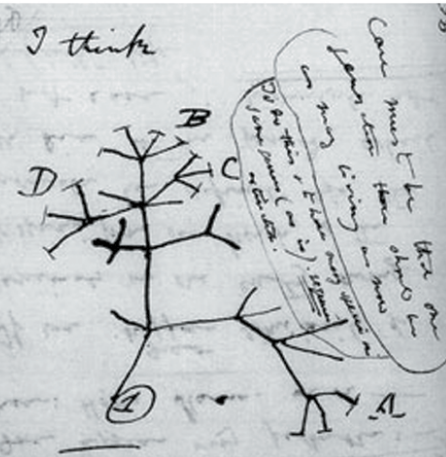 I think
Case must be that one
generation then should be
as many living as now
To do this & to have many species in
same genus (as is) requires
extinction.
B
C
D
A
1